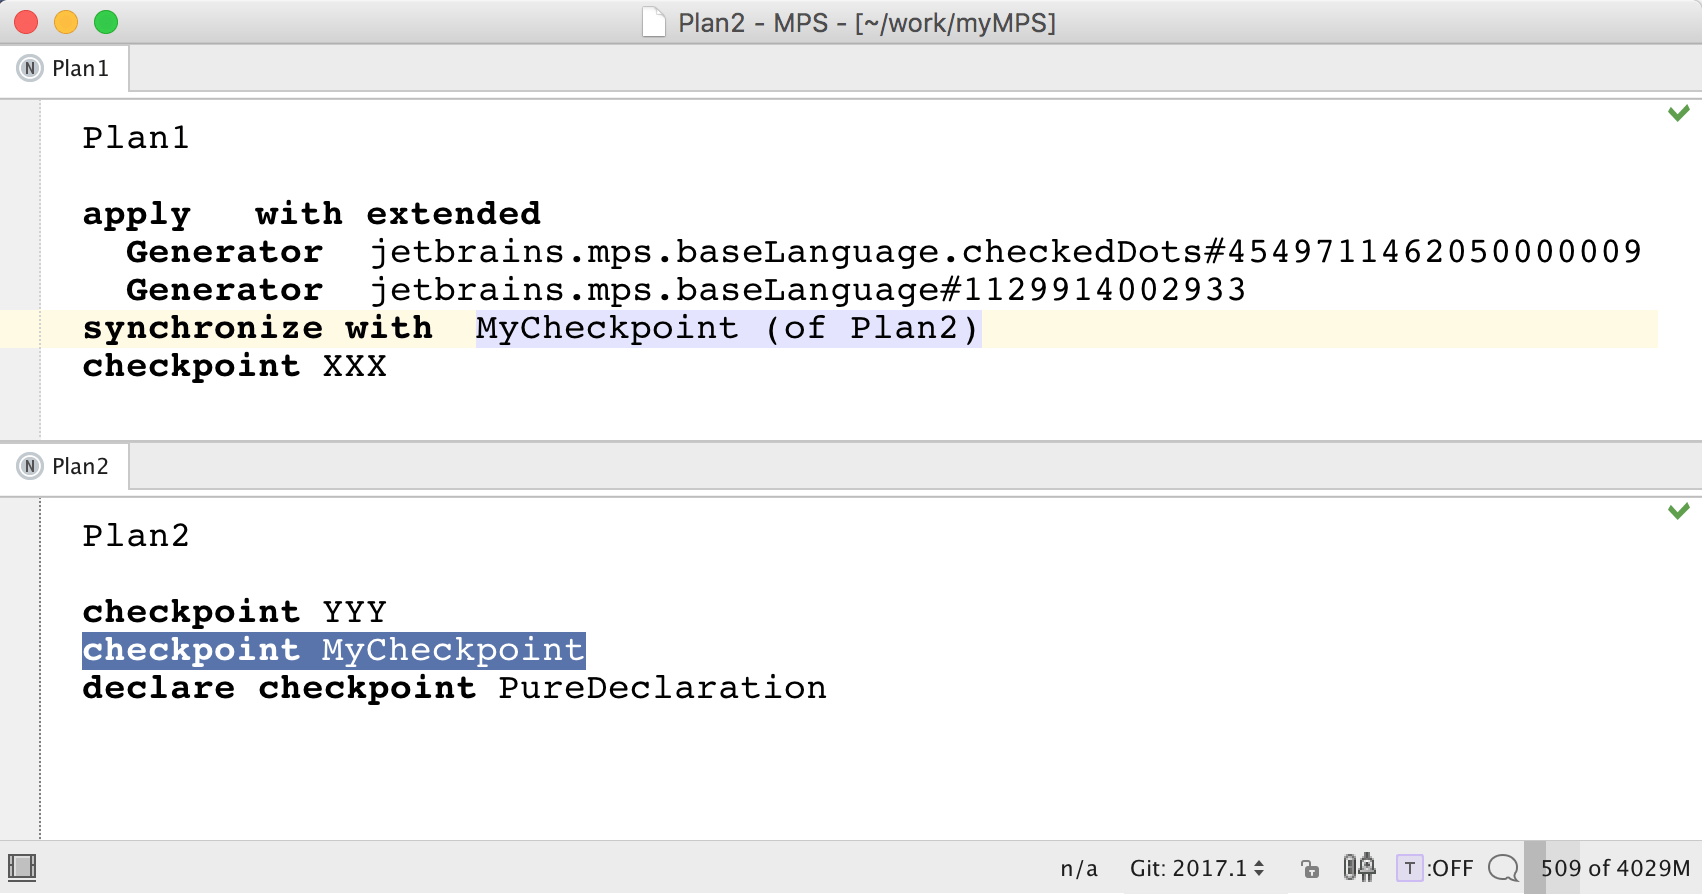 Plan2 - MPS - [~/work/myMPS]
N Plan1
Plan1
apply with extended
Generator jetbrains.mps.baseLanguage.checkedDots#4549711462050000009
Generator jetbrains.mps.baseLanguage#1129914002933
synchronize with MyCheckpoint (of Plan2)
checkpoint XXX
N Plan2
Plan2
checkpoint YYY
checkpoint MyCheckpoint
declare checkpoint PureDeclaration
n/a Git: 2017.1 T :OFF 509 of 4029M